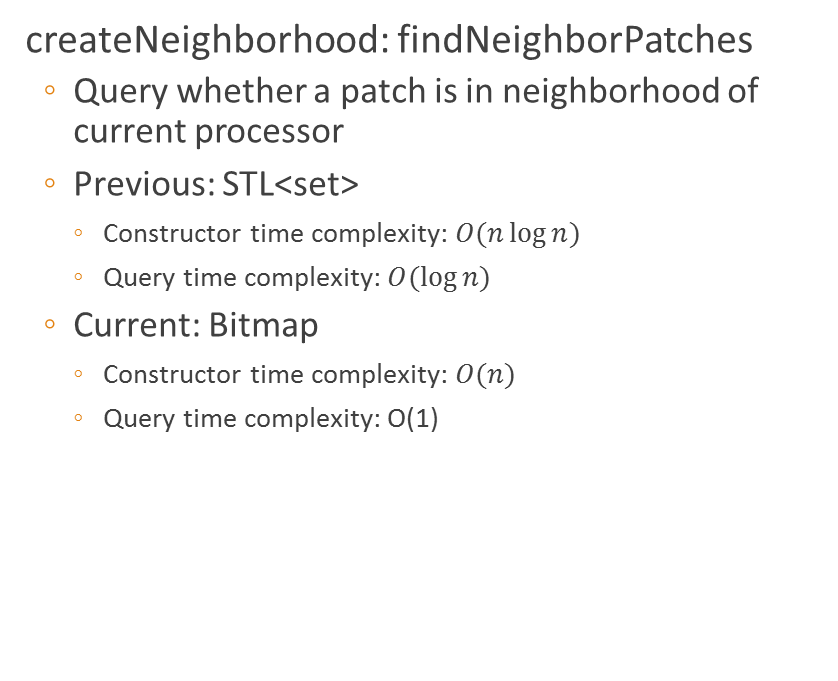 createNeighborhood: findNeighborPatches
◦ Query whether a patch is in neighborhood of
current processor
◦ Previous: STL<set>
◦ Constructor time complexity: O(n log n)
◦ Query time complexity: O(log n)
◦ Current: Bitmap
◦ Constructor time complexity: O(n)
◦ Query time complexity: O(1)